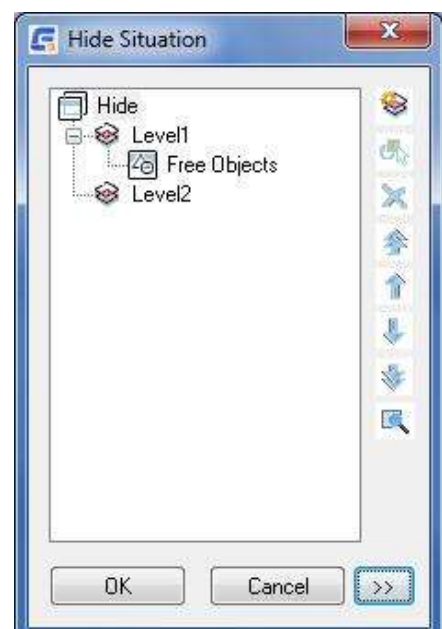 Hide Situation
Hide
Level1
Free Objects
Level2
OK Cancel >>